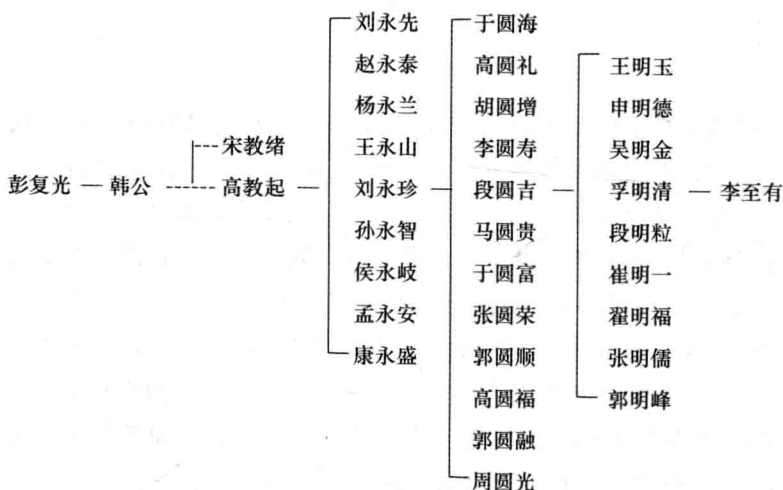 彭复光
韩公
宋教绪
高教起
刘永先
赵永泰
杨永兰
王永山
刘永珍
孙永智
侯永岐
孟永安
康永盛
于圆海
高圆礼
胡圆增
李圆寿
段圆吉
马圆贵
于圆富
张圆荣
郭圆顺
高圆福
郭圆融
周圆光
王明玉
申明德
吴明金
孚明清
段明粒
崔明一
翟明福
张明儒
郭明峰
李至有